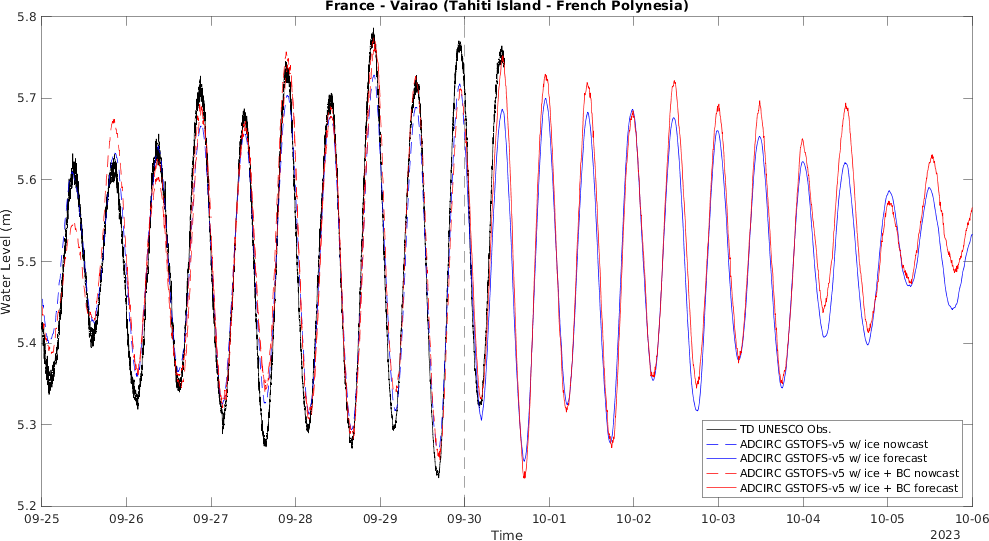 France - Vairao (Tahiti Island - French Polynesia)
5.8
5.7
5.6
5.5
5.4
5.3
5.2
Water Level (m)
TD UNESCO Obs.
ADCIRC GSTOFS-v5 w/ ice nowcast
ADCIRC GSTOFS-v5 w/ ice forecast
ADCIRC GSTOFS-v5 w/ ice + BC nowcast
ADCIRC GSTOFS-v5 w/ ice + BC forecast
09-25 09-26 09-27 09-28 09-29 09-30 10-01 10-02 10-03 10-04 10-05 10-06
Time
2023